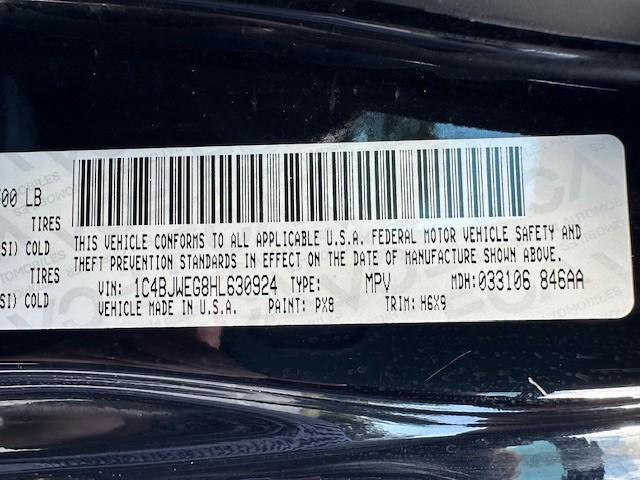 00 LB
TIRES
SI) COLD
TIRES
SI) COLD
THIS VEHICLE CONFORMS TO ALL APPLICABLE U.S.A. FEDERAL MOTOR VEHICLE SAFETY AND
THEFT PREVENTION STANDARDS IN EFFECT ON THE DATE OF MANUFACTURE SHOWN ABOVE.
VIN: 1C4BJWEG8HL630924 TYPE: MPV MDH: 033106 846AA
VEHICLE MADE IN U.S.A. PAINT: PX8 TRIM: H6X9